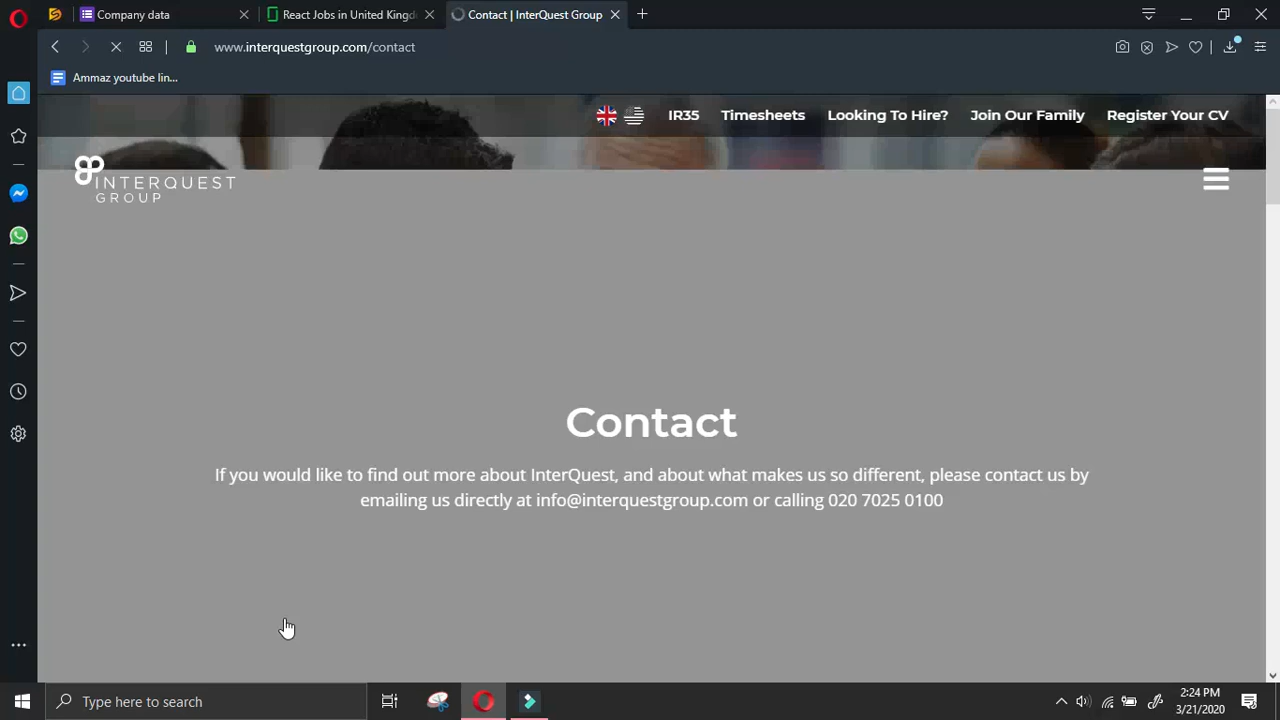 Company data
React Jobs in United Kingd
Contact | InterQuest Group
www.interquestgroup.com/contact
Ammaz youtube lin...
IR35 Timesheets Looking To Hire? Join Our Family Register Your CV
INTERQUEST
GROUP
Contact
If you would like to find out more about InterQuest, and about what makes us so different, please contact us by
emailing us directly at info@interquestgroup.com or calling 020 7025 0100
Type here to search
2:24 PM
3/21/2020